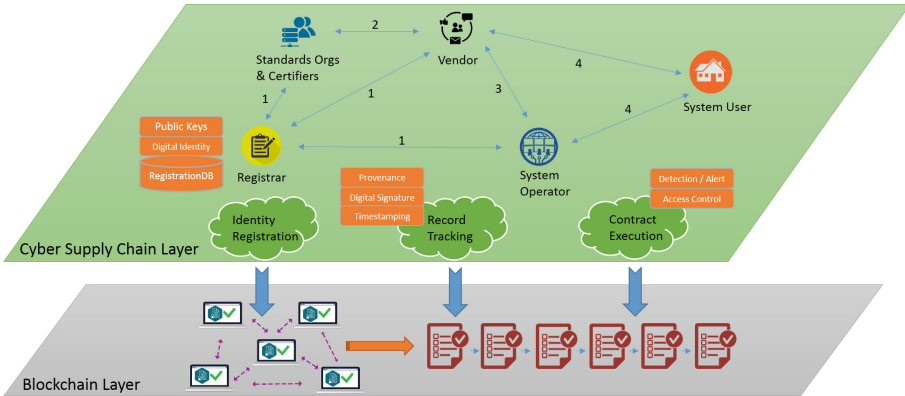 2
Standards Orgs
& Certifiers
Vendor
4
1
1
3
System User
4
Public Keys
Digital Identity
RegistrationDB
Registrar
1
System
Operator
Provenance
Digital Signature
Timestamping
Detection / Alert
Access Control
Identity
Registration
Record
Tracking
Contract
Execution
Cyber Supply Chain Layer
Blockchain Layer